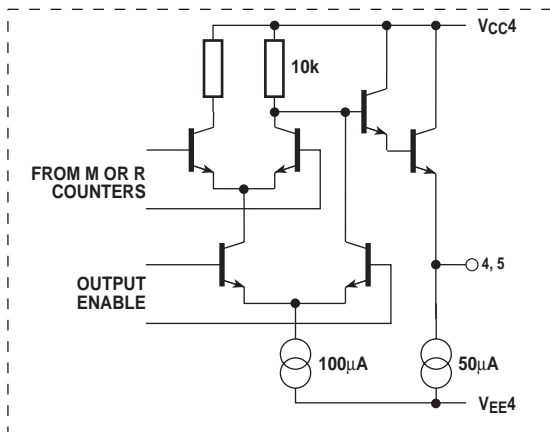 VCC4
10k
FROM M OR R
COUNTERS
4, 5
OUTPUT
ENABLE
100μA
50μA
VEE4